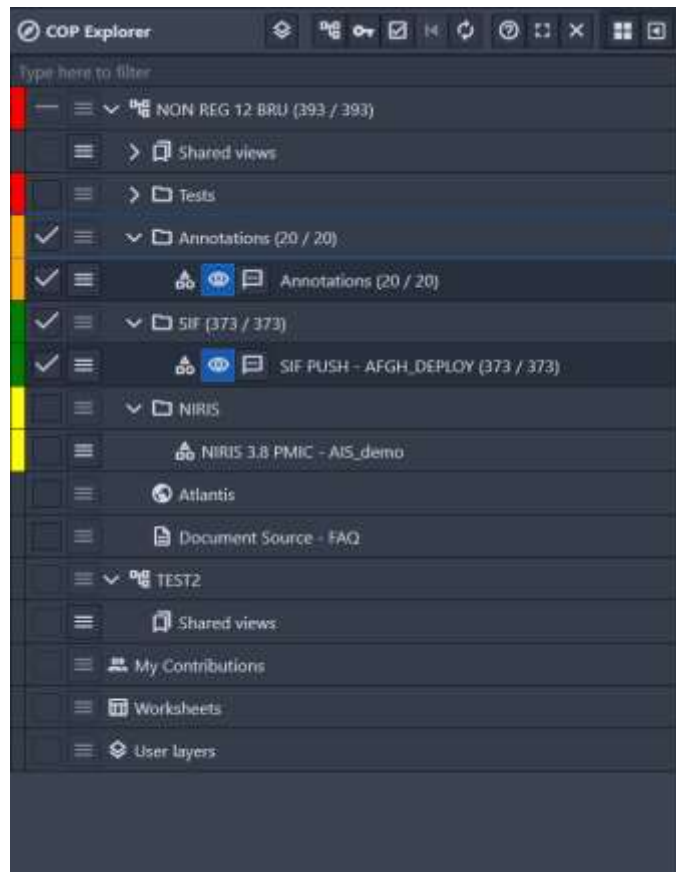 COP Explorer
Type here to filter
NON REG 12 BRU (393 / 393)
Shared views
Tests
Annotations (20 / 20)
Annotations (20 / 20)
SIF (373 / 373)
SIF PUSH - AFGH_DEPLOY (373 / 373)
NIRIS
NIRIS 3.8 PMIC - AIS_demo
Atlantis
Document Source - FAQ
TEST2
Shared views
My Contributions
Worksheets
User layers